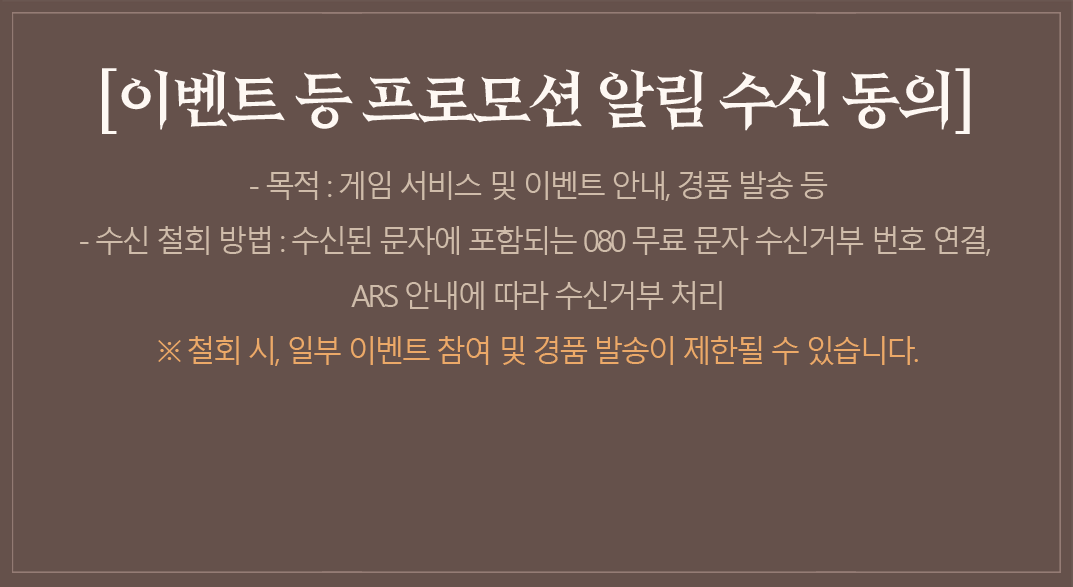 [이벤트 등 프로모션 알림 수신 동의]
- 목적 : 게임 서비스 및 이벤트 안내, 경품 발송 등
- 수신 철회 방법 : 수신된 문자에 포함되는 080 무료 문자 수신거부 번호 연결,
ARS 안내에 따라 수신거부 처리
※ 철회 시, 일부 이벤트 참여 및 경품 발송이 제한될 수 있습니다.